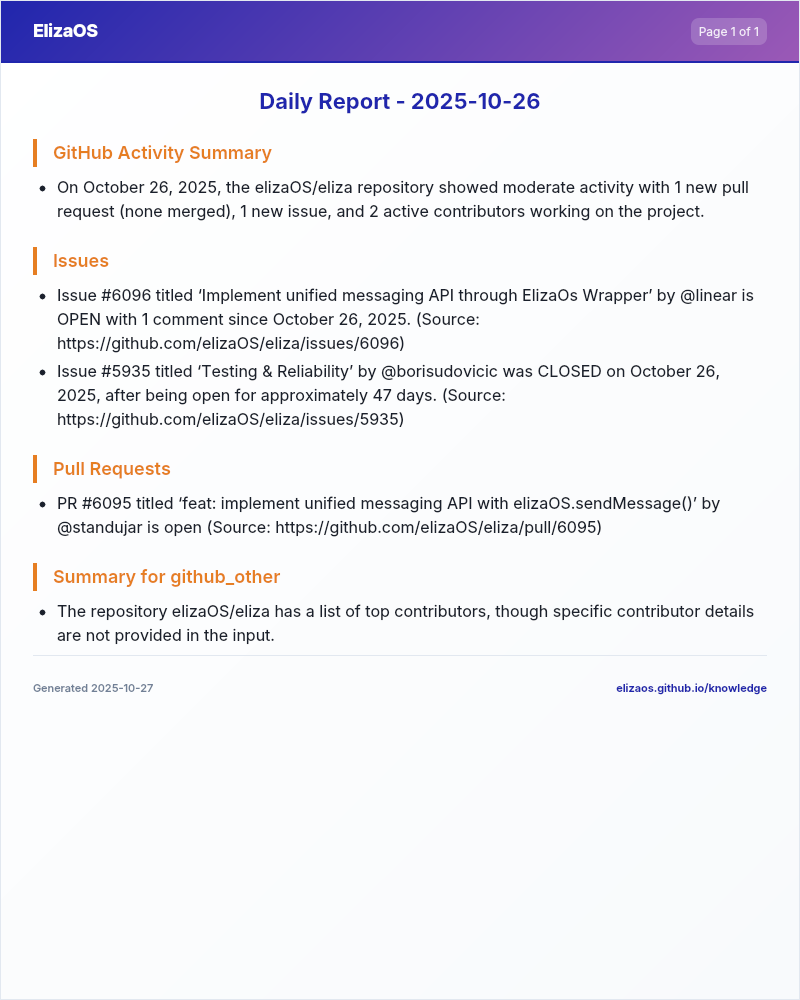 ElizaOS
Page 1 of 1
Daily Report - 2025-10-26
GitHub Activity Summary
• On October 26, 2025, the elizaOS/eliza repository showed moderate activity with 1 new pull
request (none merged), 1 new issue, and 2 active contributors working on the project.
Issues
• Issue #6096 titled ‘Implement unified messaging API through ElizaOs Wrapper’ by @linear is
OPEN with 1 comment since October 26, 2025. (Source:
https://github.com/elizaOS/eliza/issues/6096)
• Issue #5935 titled ‘Testing & Reliability’ by @borisudovicic was CLOSED on October 26,
2025, after being open for approximately 47 days. (Source:
https://github.com/elizaOS/eliza/issues/5935)
Pull Requests
• PR #6095 titled ‘feat: implement unified messaging API with elizaOS.sendMessage()’ by
@standujar is open (Source: https://github.com/elizaOS/eliza/pull/6095)
Summary for github_other
• The repository elizaOS/eliza has a list of top contributors, though specific contributor details
are not provided in the input.
Generated 2025-10-27
elizaos.github.io/knowledge